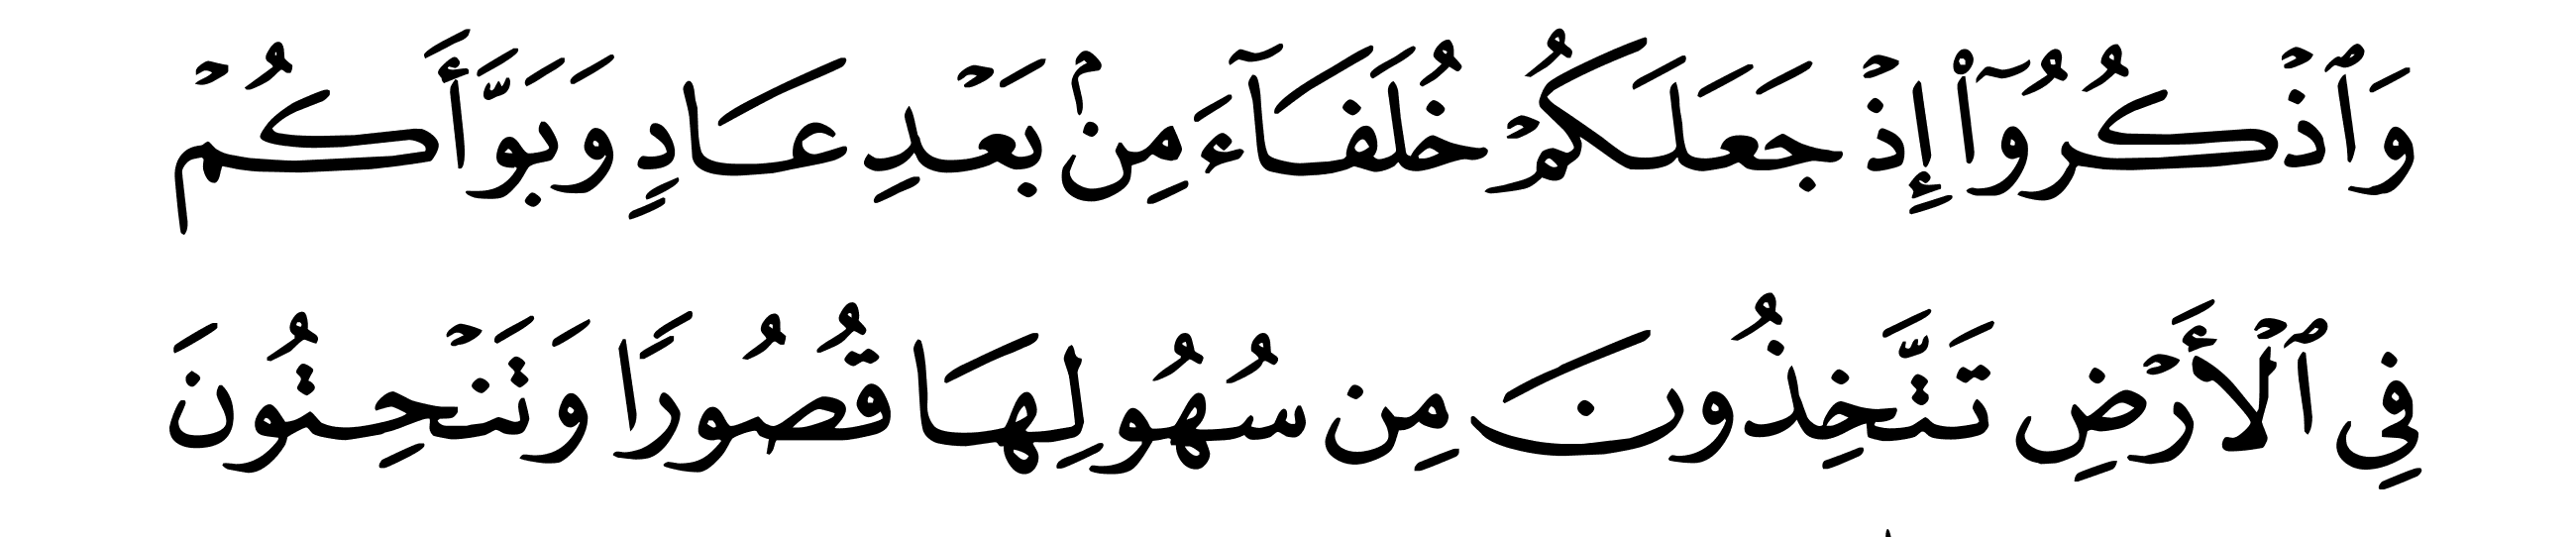 وَٱذۡكُرُوٓاْ إِذۡ جَعَلَكُمۡ خُلَفَآءَ مِنۢ بَعۡدِ عَادٖ وَبَوَّأَكُمۡ
فِي ٱلۡأَرۡضِ تَتَّخِذُونَ مِن سُهُولِهَا قُصُورٗا وَتَنۡحِتُونَ